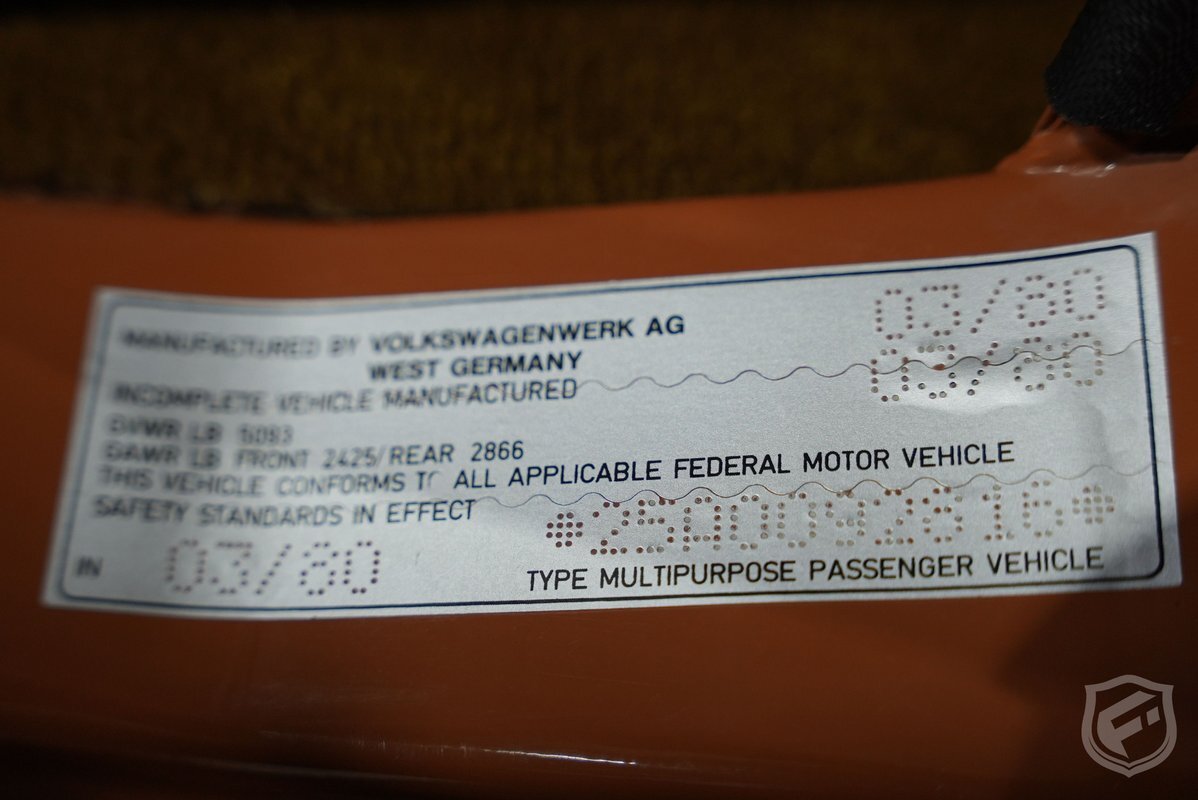 MANUFACTURED BY VOLKSWAGENWERK AG 03/80
WEST GERMANY
INCOMPLETE VEHICLE MANUFACTURED 03/80
GVWR LB 5093
GAWR LB FRONT 2425/REAR 2866
THIS VEHICLE CONFORMS TO ALL APPLICABLE FEDERAL MOTOR VEHICLE
SAFETY STANDARDS IN EFFECT
IN 03/80
*25A0092816*
TYPE MULTIPURPOSE PASSENGER VEHICLE